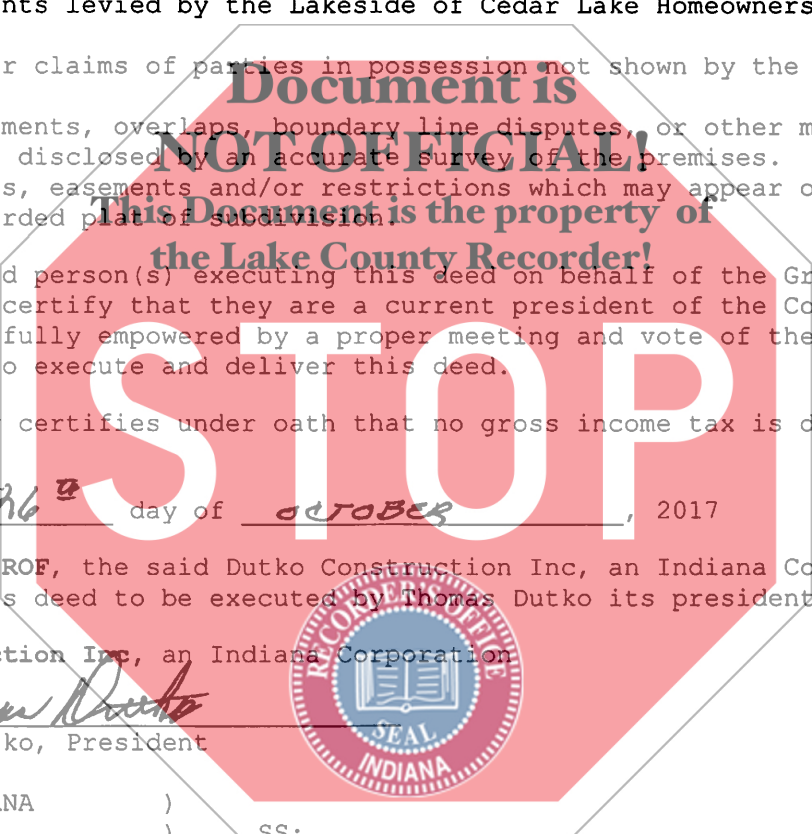 nts levied by the Lakeside of Cedar Lake Homeowners
r claims of parties in possession not shown by the
Document is
ments, overlaps, boundary line disputes, or other m
NOT OFFICIAL!
disclosed by an accurate survey of the premises.
s, easements and/or restrictions which may appear o
This Document is the property of
rded plat of subdivision.
the Lake County Recorder!
d person(s) executing this deed on behalf of the Gr
certify that they are a current president of the Co
fully empowered by a proper meeting and vote of the
o execute and deliver this deed.
STOP
certifies under oath that no gross income tax is d
26th day of OCTOBER, 2017
ROF, the said Dutko Construction Inc, an Indiana Co
s deed to be executed by Thomas Dutko its president
RECORDER'S OFFICE
ction Inc, an Indiana Corporation
Dutko
SEAL
ko, President
INDIANA
ANA )
) SS: